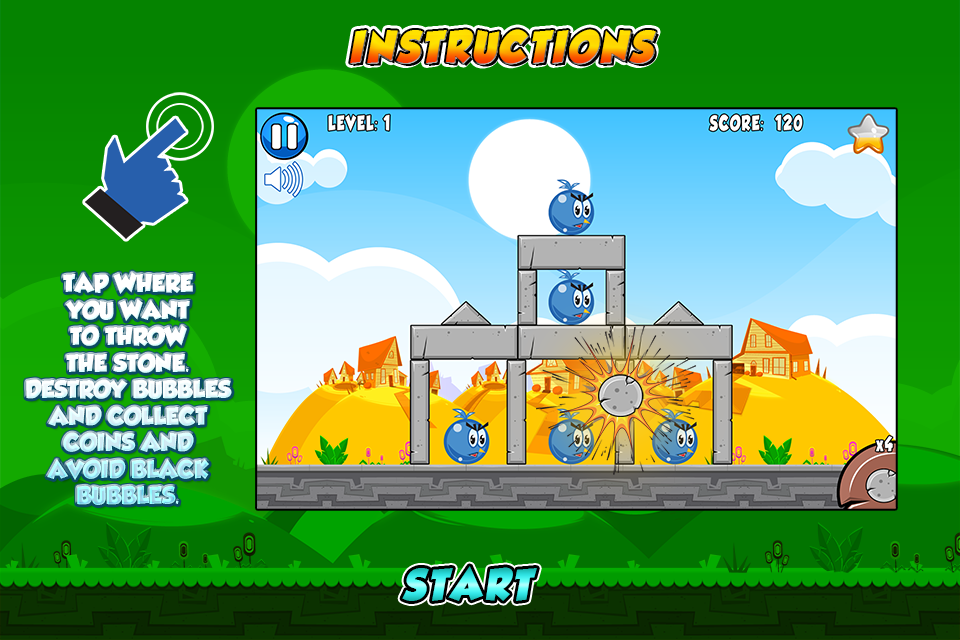 INSTRUCTIONS
LEVEL: 1
SCORE: 120
TAP WHERE
YOU WANT
TO THROW
THE STONE.
DESTROY BUBBLES
AND COLLECT
COINS AND
AVOID BLACK
BUBBLES.
x4
START